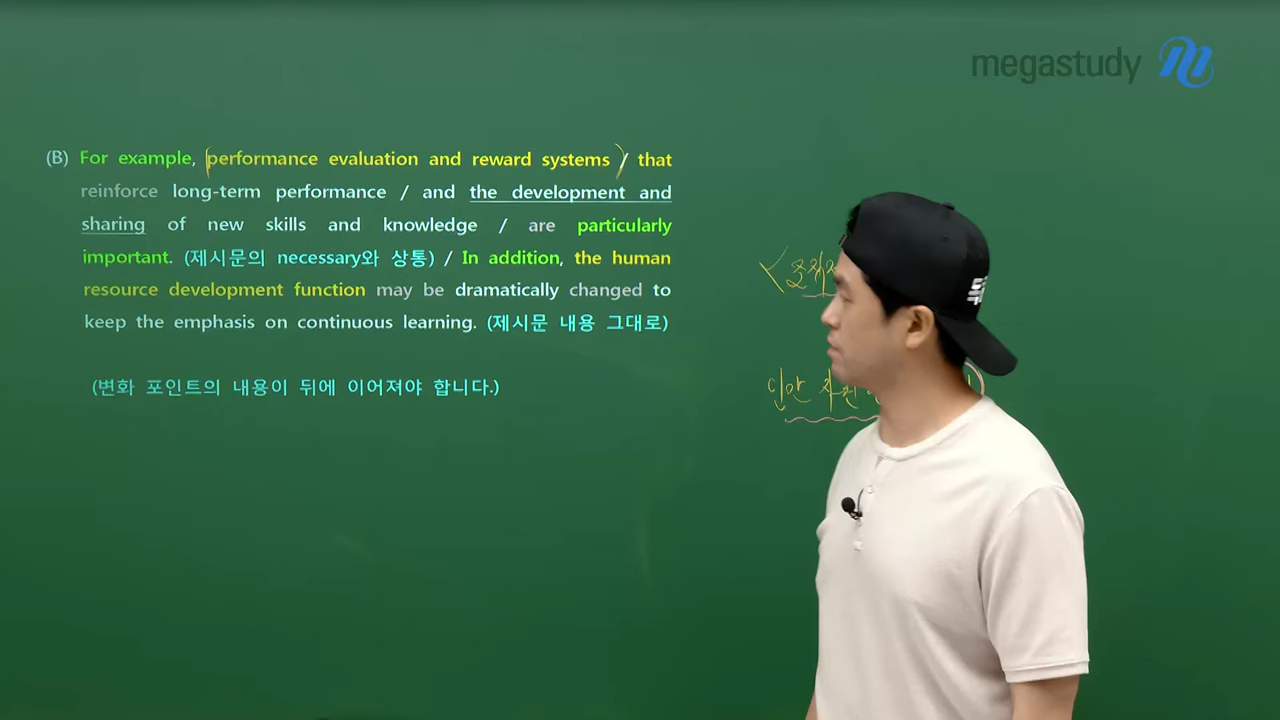 megastudy
(B) For example, performance evaluation and reward systems / that
reinforce long-term performance / and the development and
sharing of new skills and knowledge / are particularly
important. (제시문의 necessary와 상통) / In addition, the human
resource development function may be dramatically changed to
keep the emphasis on continuous learning. (제시문 내용 그대로)
(변화 포인트의 내용이 뒤에 이어져야 합니다.)